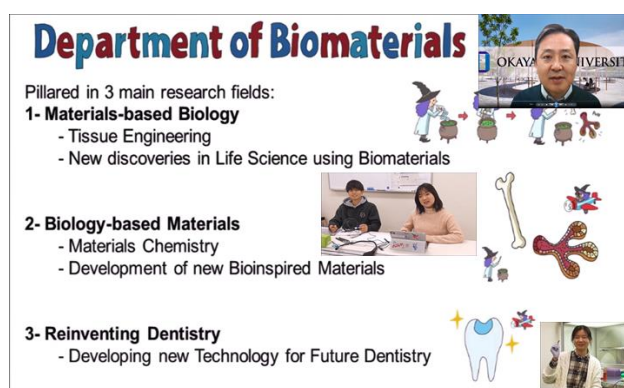 Department of Biomaterials
OKAYA
IVERSIT
Pillared in 3 main research fields:
1- Materials-based Biology
- Tissue Engineering
- New discoveries in Life Science using Biomaterials
2- Biology-based Materials
- Materials Chemistry
- Development of new Bioinspired Materials
3- Reinventing Dentistry
- Developing new Technology for Future Dentistry